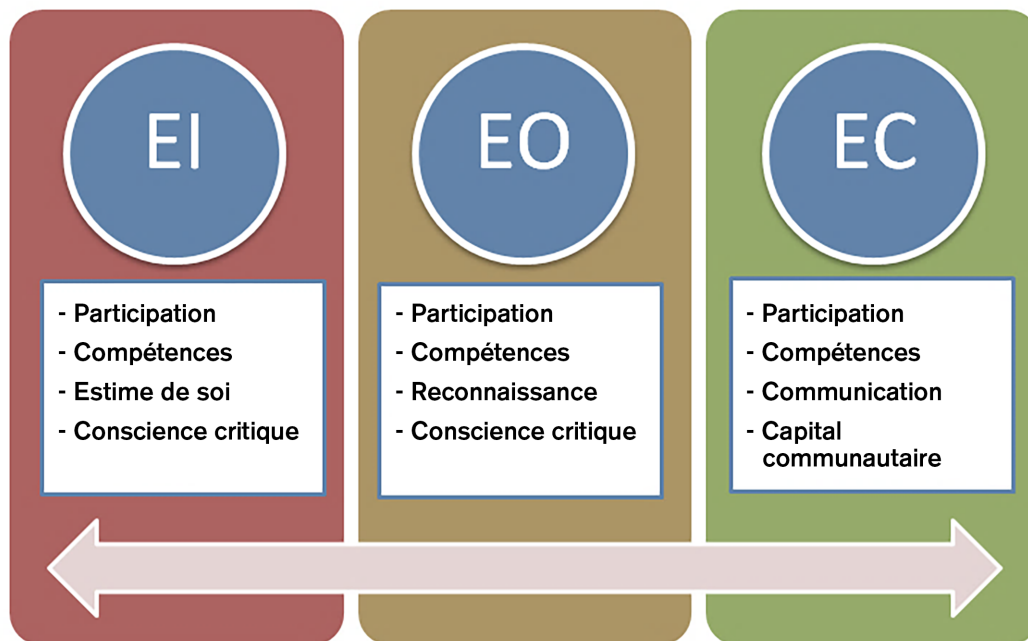 EI
- Participation
- Compétences
- Estime de soi
- Conscience critique
EO
- Participation
- Compétences
- Reconnaissance
- Conscience critique
EC
- Participation
- Compétences
- Communication
- Capital
communautaire